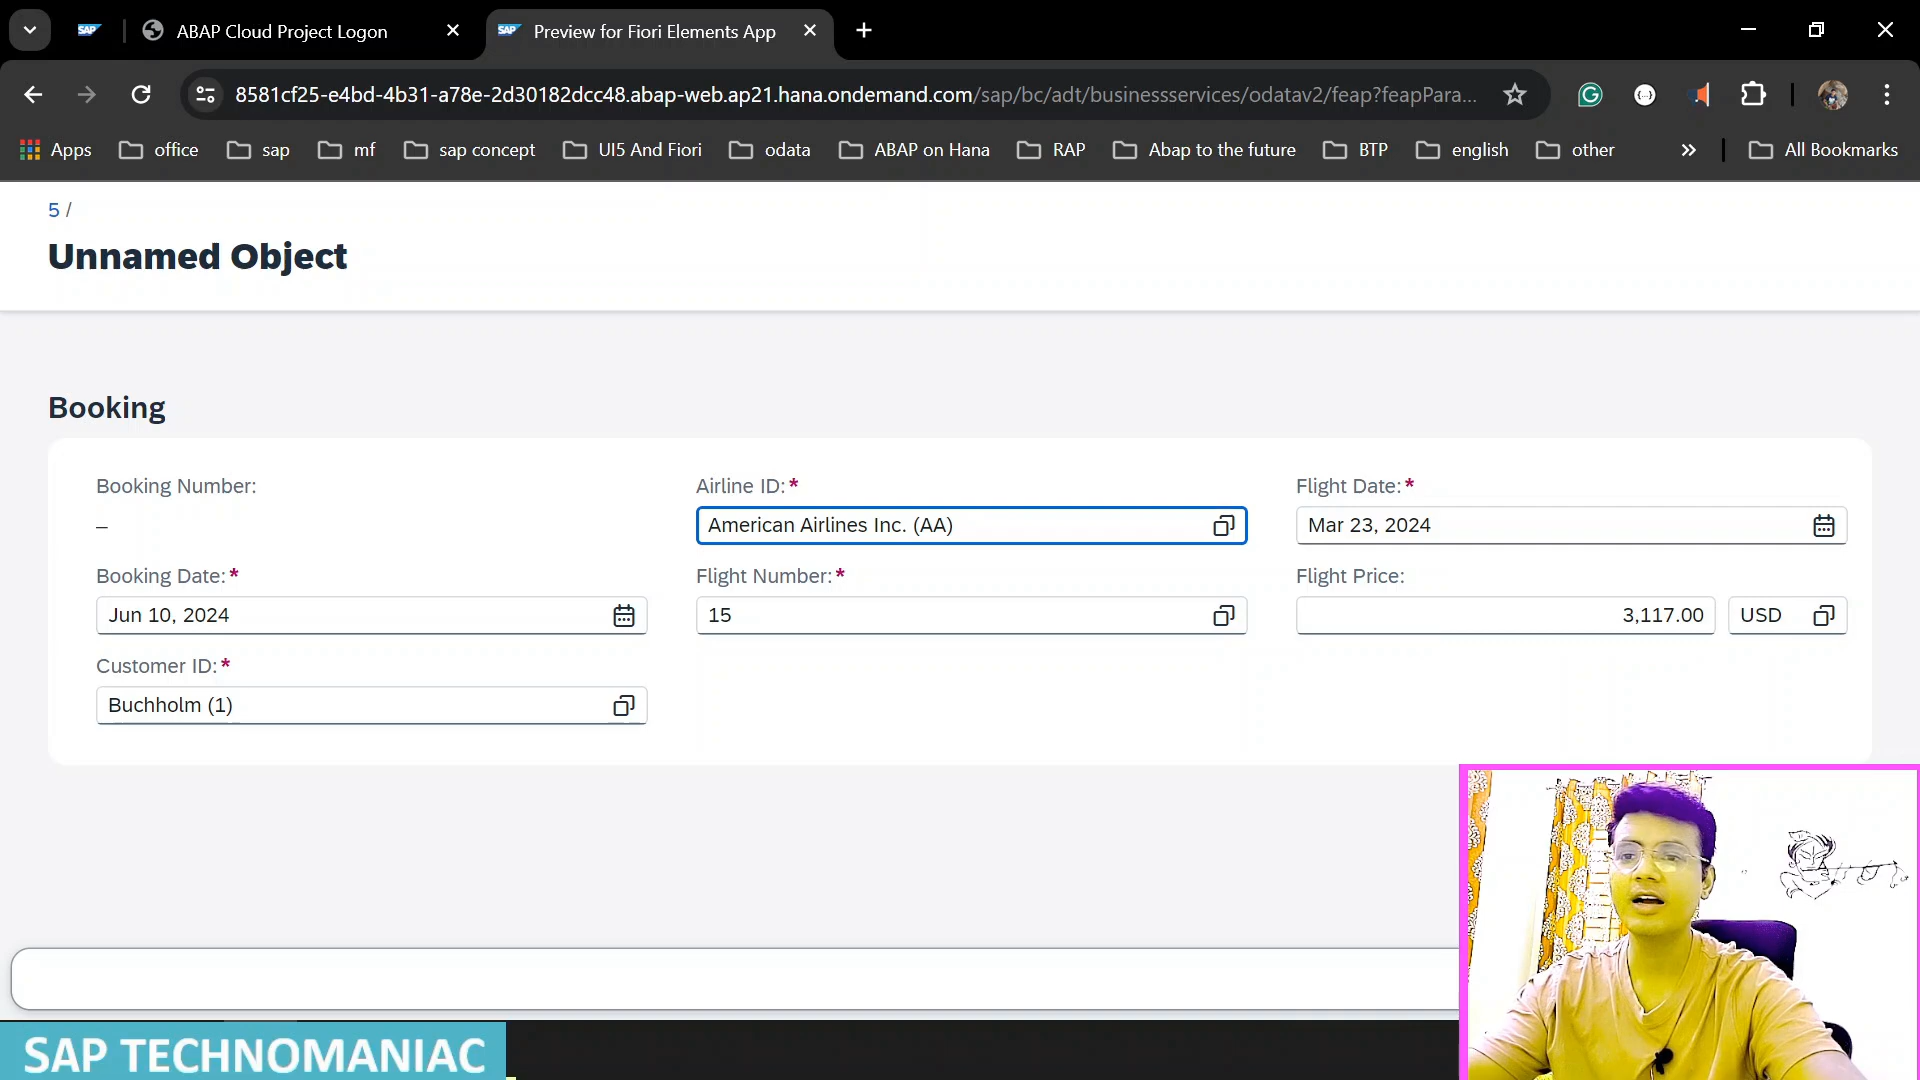 SAP
ABAP Cloud Project Logon
SAP
Preview for Fiori Elements App
8581cf25-e4bd-4b31-a78e-2d30182dcc48.abap-web.ap21.hana.ondemand.com/sap/bc/adt/businessservices/odatav2/feap?feapPara...
Apps
office
sap
mf
sap concept
UI5 And Fiori
odata
ABAP on Hana
RAP
Abap to the future
BTP
english
other
All Bookmarks
5 /
Unnamed Object
Booking
Booking Number:
–
Airline ID:*
American Airlines Inc. (AA)
Flight Date:*
Mar 23, 2024
Booking Date:*
Jun 10, 2024
Flight Number:*
15
Flight Price:
3,117.00
USD
Customer ID:*
Buchholm (1)
SAP TECHNOMANIAC